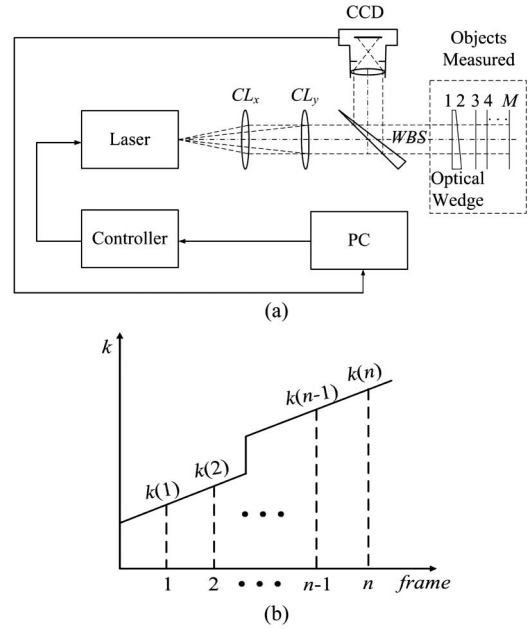 CCD
Objects
Measured
CLx CLy
1 2 3 4 ... M
Laser
WBS
Optical
Wedge
Controller
PC
(a)
k
k(n)
k(n-1)
k(2)
k(1)
• • •
1 2 • • • n-1 n frame
(b)